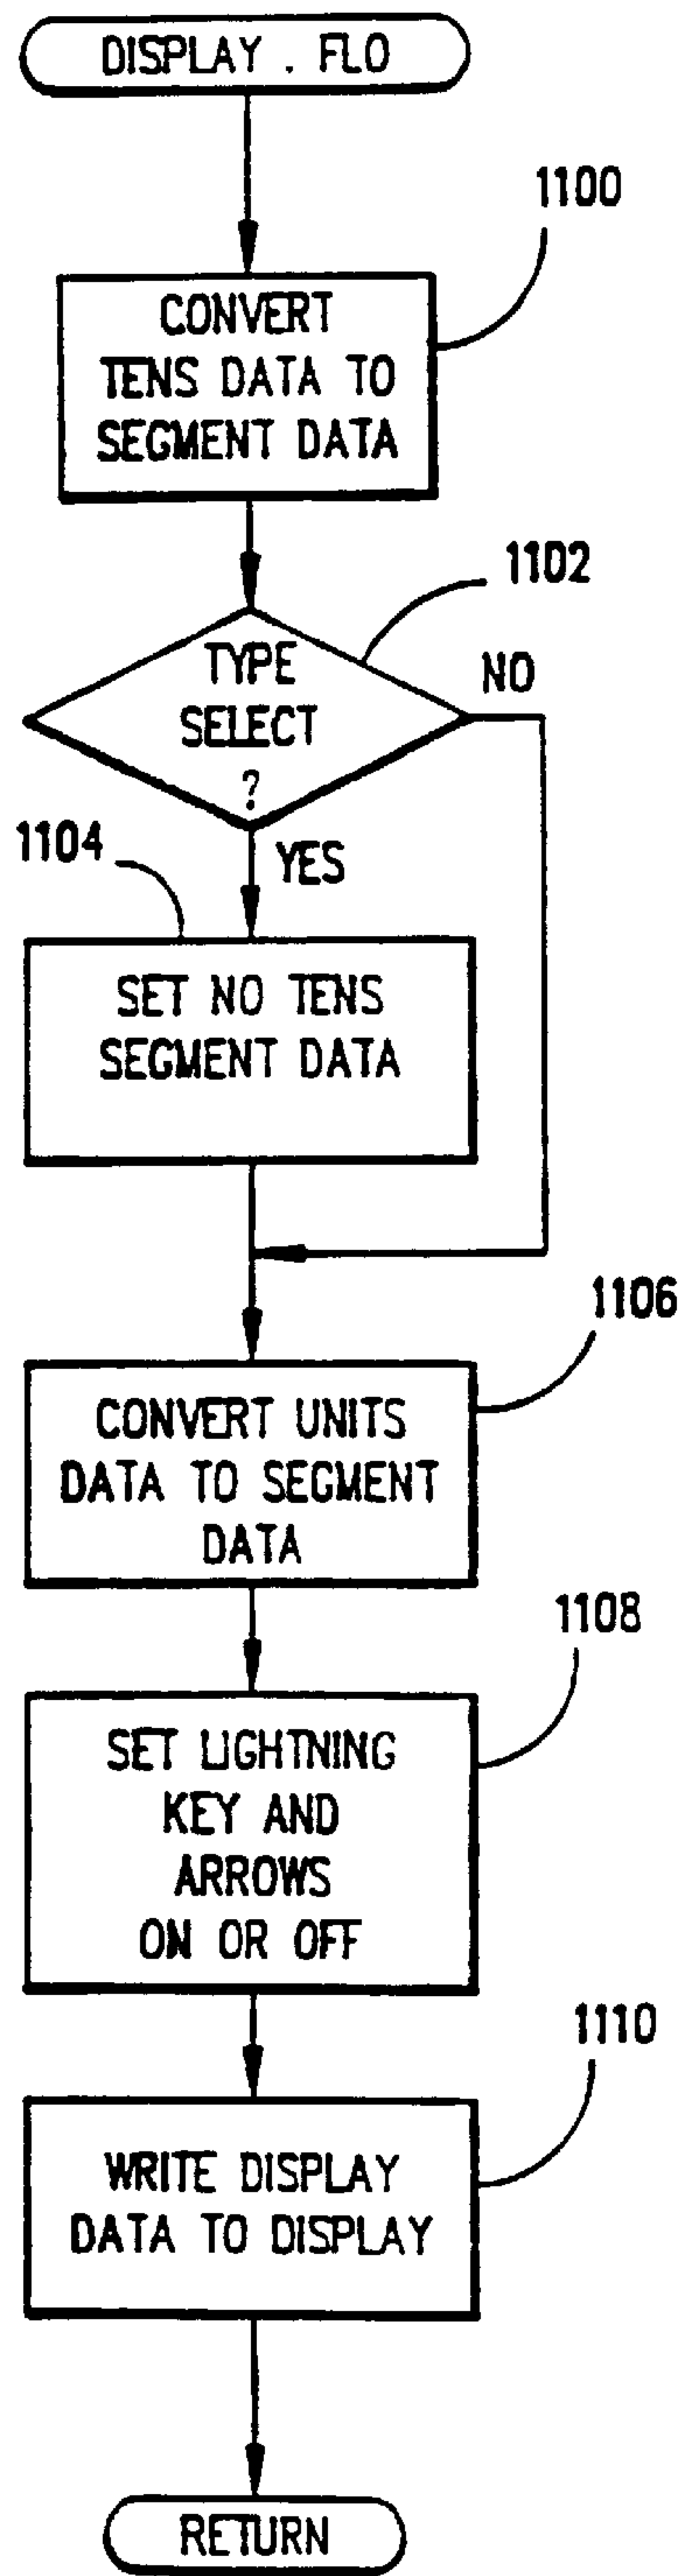 DISPLAY . FLO
1100
CONVERT
TENS DATA TO
SEGMENT DATA
1102
TYPE
SELECT
?
NO
YES
1104
SET NO TENS
SEGMENT DATA
1106
CONVERT UNITS
DATA TO SEGMENT
DATA
1108
SET LIGHTNING
KEY AND
ARROWS
ON OR OFF
1110
WRITE DISPLAY
DATA TO DISPLAY
RETURN